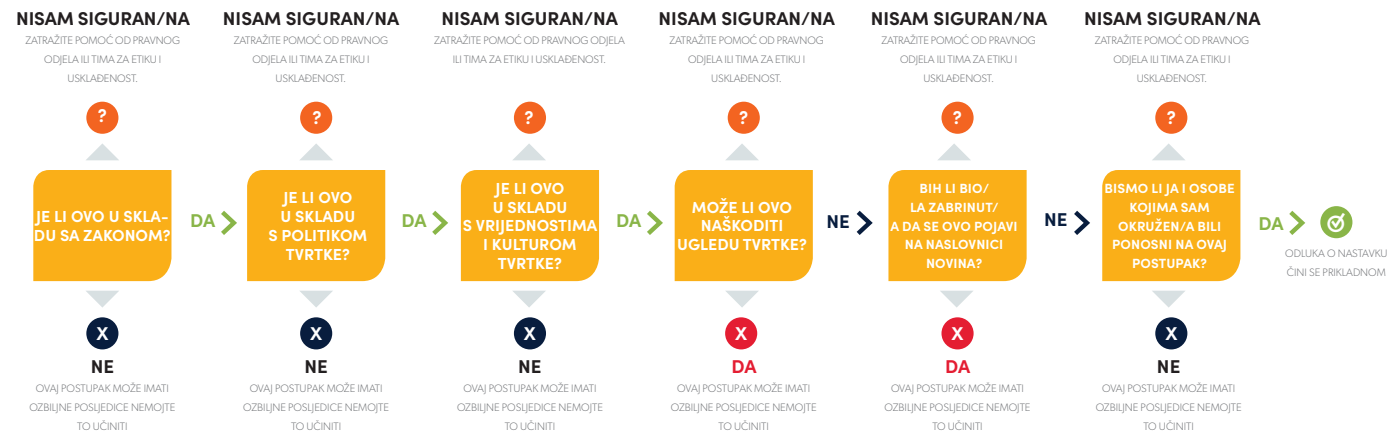 NISAM SIGURAN/NA
ZATRAŽITE POMOĆ OD PRAVNOG
ODJELA ILI TIMA ZA ETIKU I
USKLAĐENOST.
?
JE LI OVO U SKLA-
DU SA ZAKONOM?
X
NE
OVAJ POSTUPAK MOŽE IMATI
OZBILJNE POSLJEDICE NEMOJTE
TO UČINITI
DA
NISAM SIGURAN/NA
ZATRAŽITE POMOĆ OD PRAVNOG
ODJELA ILI TIMA ZA ETIKU I
USKLAĐENOST.
?
JE LI OVO
U SKLADU
S POLITIKOM
TVRTKE?
X
NE
OVAJ POSTUPAK MOŽE IMATI
OZBILJNE POSLJEDICE NEMOJTE
TO UČINITI
DA
NISAM SIGURAN/NA
ZATRAŽITE POMOĆ OD PRAVNOG ODJELA
ILI TIMA ZA ETIKU I USKLAĐENOST.
?
JE LI OVO
U SKLADU
S VRIJEDNOSTIMA
I KULTUROM
TVRTKE?
X
NE
OVAJ POSTUPAK MOŽE IMATI
OZBILJNE POSLJEDICE NEMOJTE
TO UČINITI
DA
NISAM SIGURAN/NA
ZATRAŽITE POMOĆ OD PRAVNOG
ODJELA ILI TIMA ZA ETIKU I
USKLAĐENOST.
?
MOŽE LI OVO
NAŠKODITI
UGLEDU TVRTKE?
X
DA
OVAJ POSTUPAK MOŽE IMATI
OZBILJNE POSLJEDICE NEMOJTE
TO UČINITI
NE
NISAM SIGURAN/NA
ZATRAŽITE POMOĆ OD PRAVNOG
ODJELA ILI TIMA ZA ETIKU I
USKLAĐENOST.
?
BIH LI BIO/
LA ZABRINUT/
A DA SE OVO POJAVI
NA NASLOVNICI
NOVINA?
X
DA
OVAJ POSTUPAK MOŽE IMATI
OZBILJNE POSLJEDICE NEMOJTE
TO UČINITI
NE
NISAM SIGURAN/NA
ZATRAŽITE POMOĆ OD PRAVNOG
ODJELA ILI TIMA ZA ETIKU I
USKLAĐENOST.
?
BISMO LI JA I OSOBE
KOJIMA SAM
OKRUŽEN/A BILI
PONOSNI NA OVAJ
POSTUPAK?
X
NE
OVAJ POSTUPAK MOŽE IMATI
OZBILJNE POSLJEDICE NEMOJTE
TO UČINITI
DA
ODLUKA O NASTAVKU
ČINI SE PRIKLADNOM